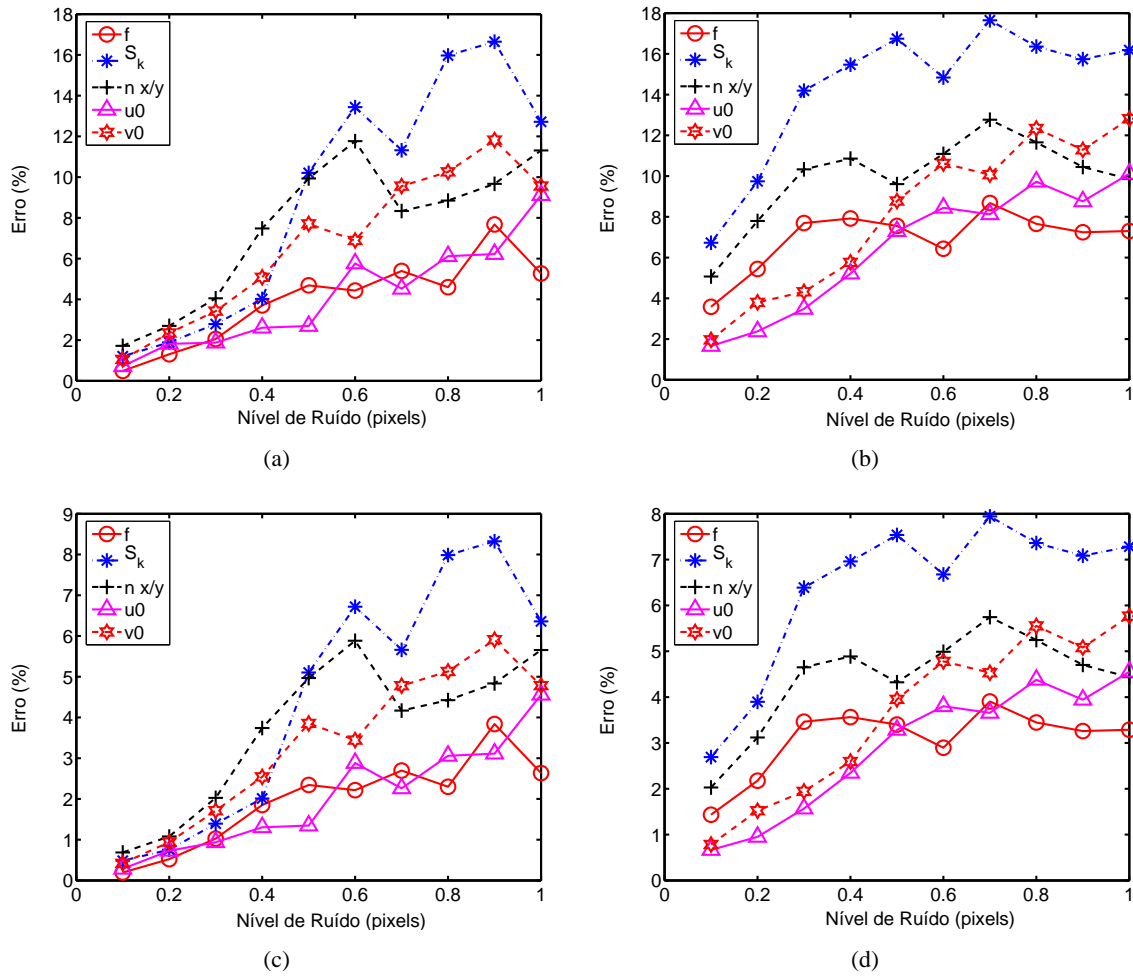 18
16
14
12
10
8
6
4
2
0
Erro (%)
f
S_k
n x/y
u0
v0
0 0.2 0.4 0.6 0.8 1
Nível de Ruído (pixels)
(a)
18
16
14
12
10
8
6
4
2
0
Erro (%)
f
S_k
n x/y
u0
v0
0 0.2 0.4 0.6 0.8 1
Nível de Ruído (pixels)
(b)
9
8
7
6
5
4
3
2
1
0
Erro (%)
f
S_k
n x/y
u0
v0
0 0.2 0.4 0.6 0.8 1
Nível de Ruído (pixels)
(c)
8
7
6
5
4
3
2
1
0
Erro (%)
f
S_k
n x/y
u0
v0
0 0.2 0.4 0.6 0.8 1
Nível de Ruído (pixels)
(d)